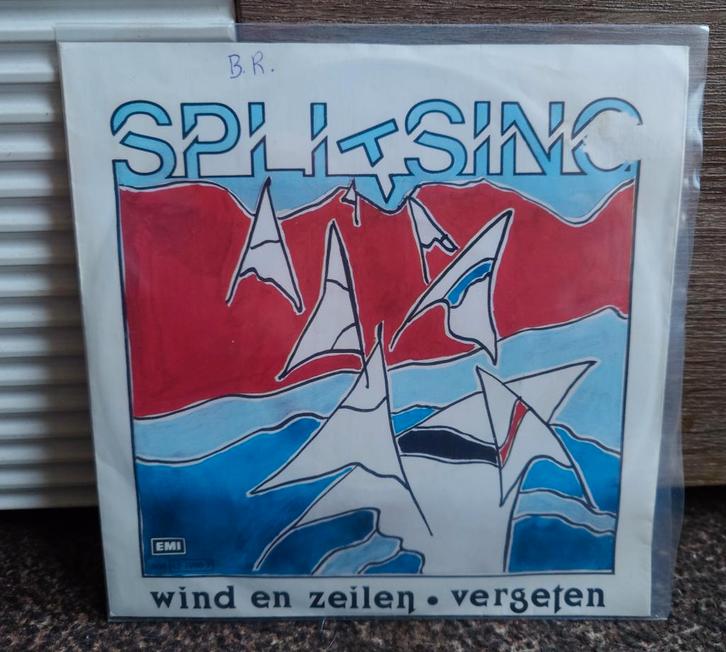 B.R.
SPLITSING
EMI
wind en zeilen • vergeten